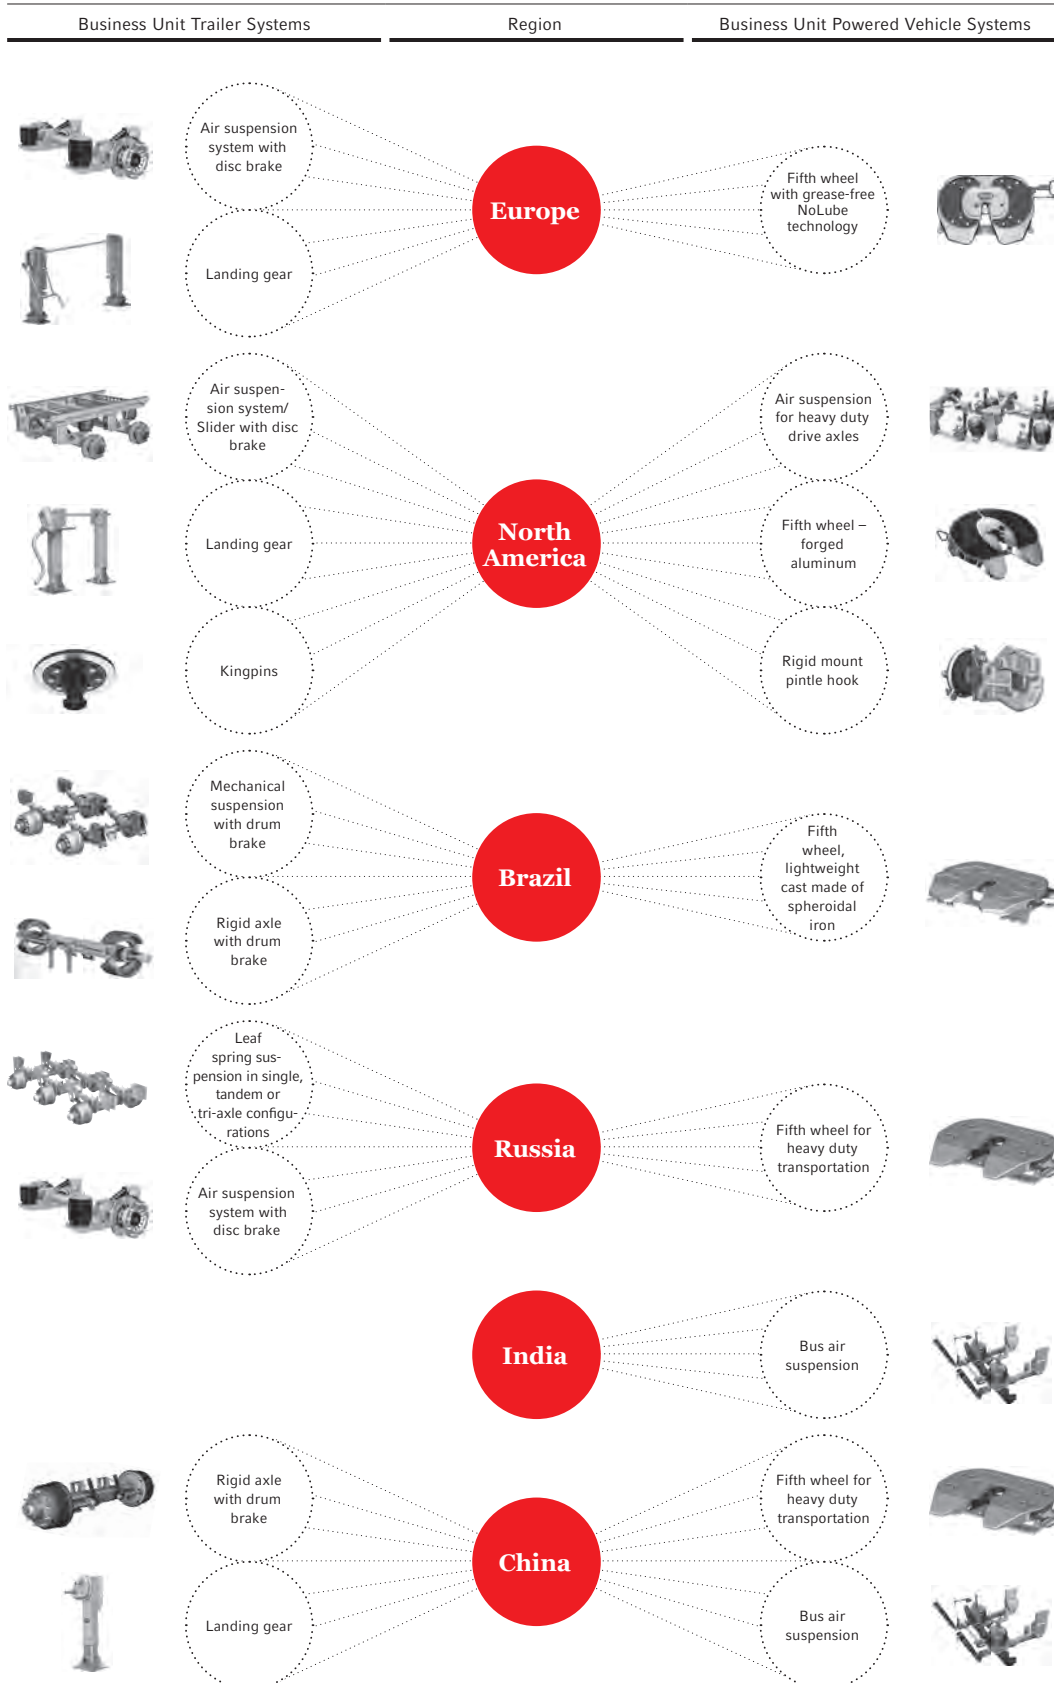 Business Unit Trailer Systems
Region
Business Unit Powered Vehicle Systems
Air suspension
system with
disc brake
Landing gear
Europe
Fifth wheel
with grease-free
NoLube
technology
Air suspen-
sion system/
Slider with disc
brake
Landing gear
Kingpins
North
America
Air suspension
for heavy duty
drive axles
Fifth wheel –
forged
aluminum
Rigid mount
pintle hook
Mechanical
suspension
with drum
brake
Rigid axle
with drum
brake
Brazil
Fifth
wheel,
lightweight
cast made of
spheroidal
iron
Leaf
spring sus-
pension in single,
tandem or
tri-axle configu-
rations
Air suspension
system with
disc brake
Russia
Fifth wheel for
heavy duty
transportation
India
Bus air
suspension
Rigid axle
with drum
brake
Landing gear
China
Fifth wheel for
heavy duty
transportation
Bus air
suspension